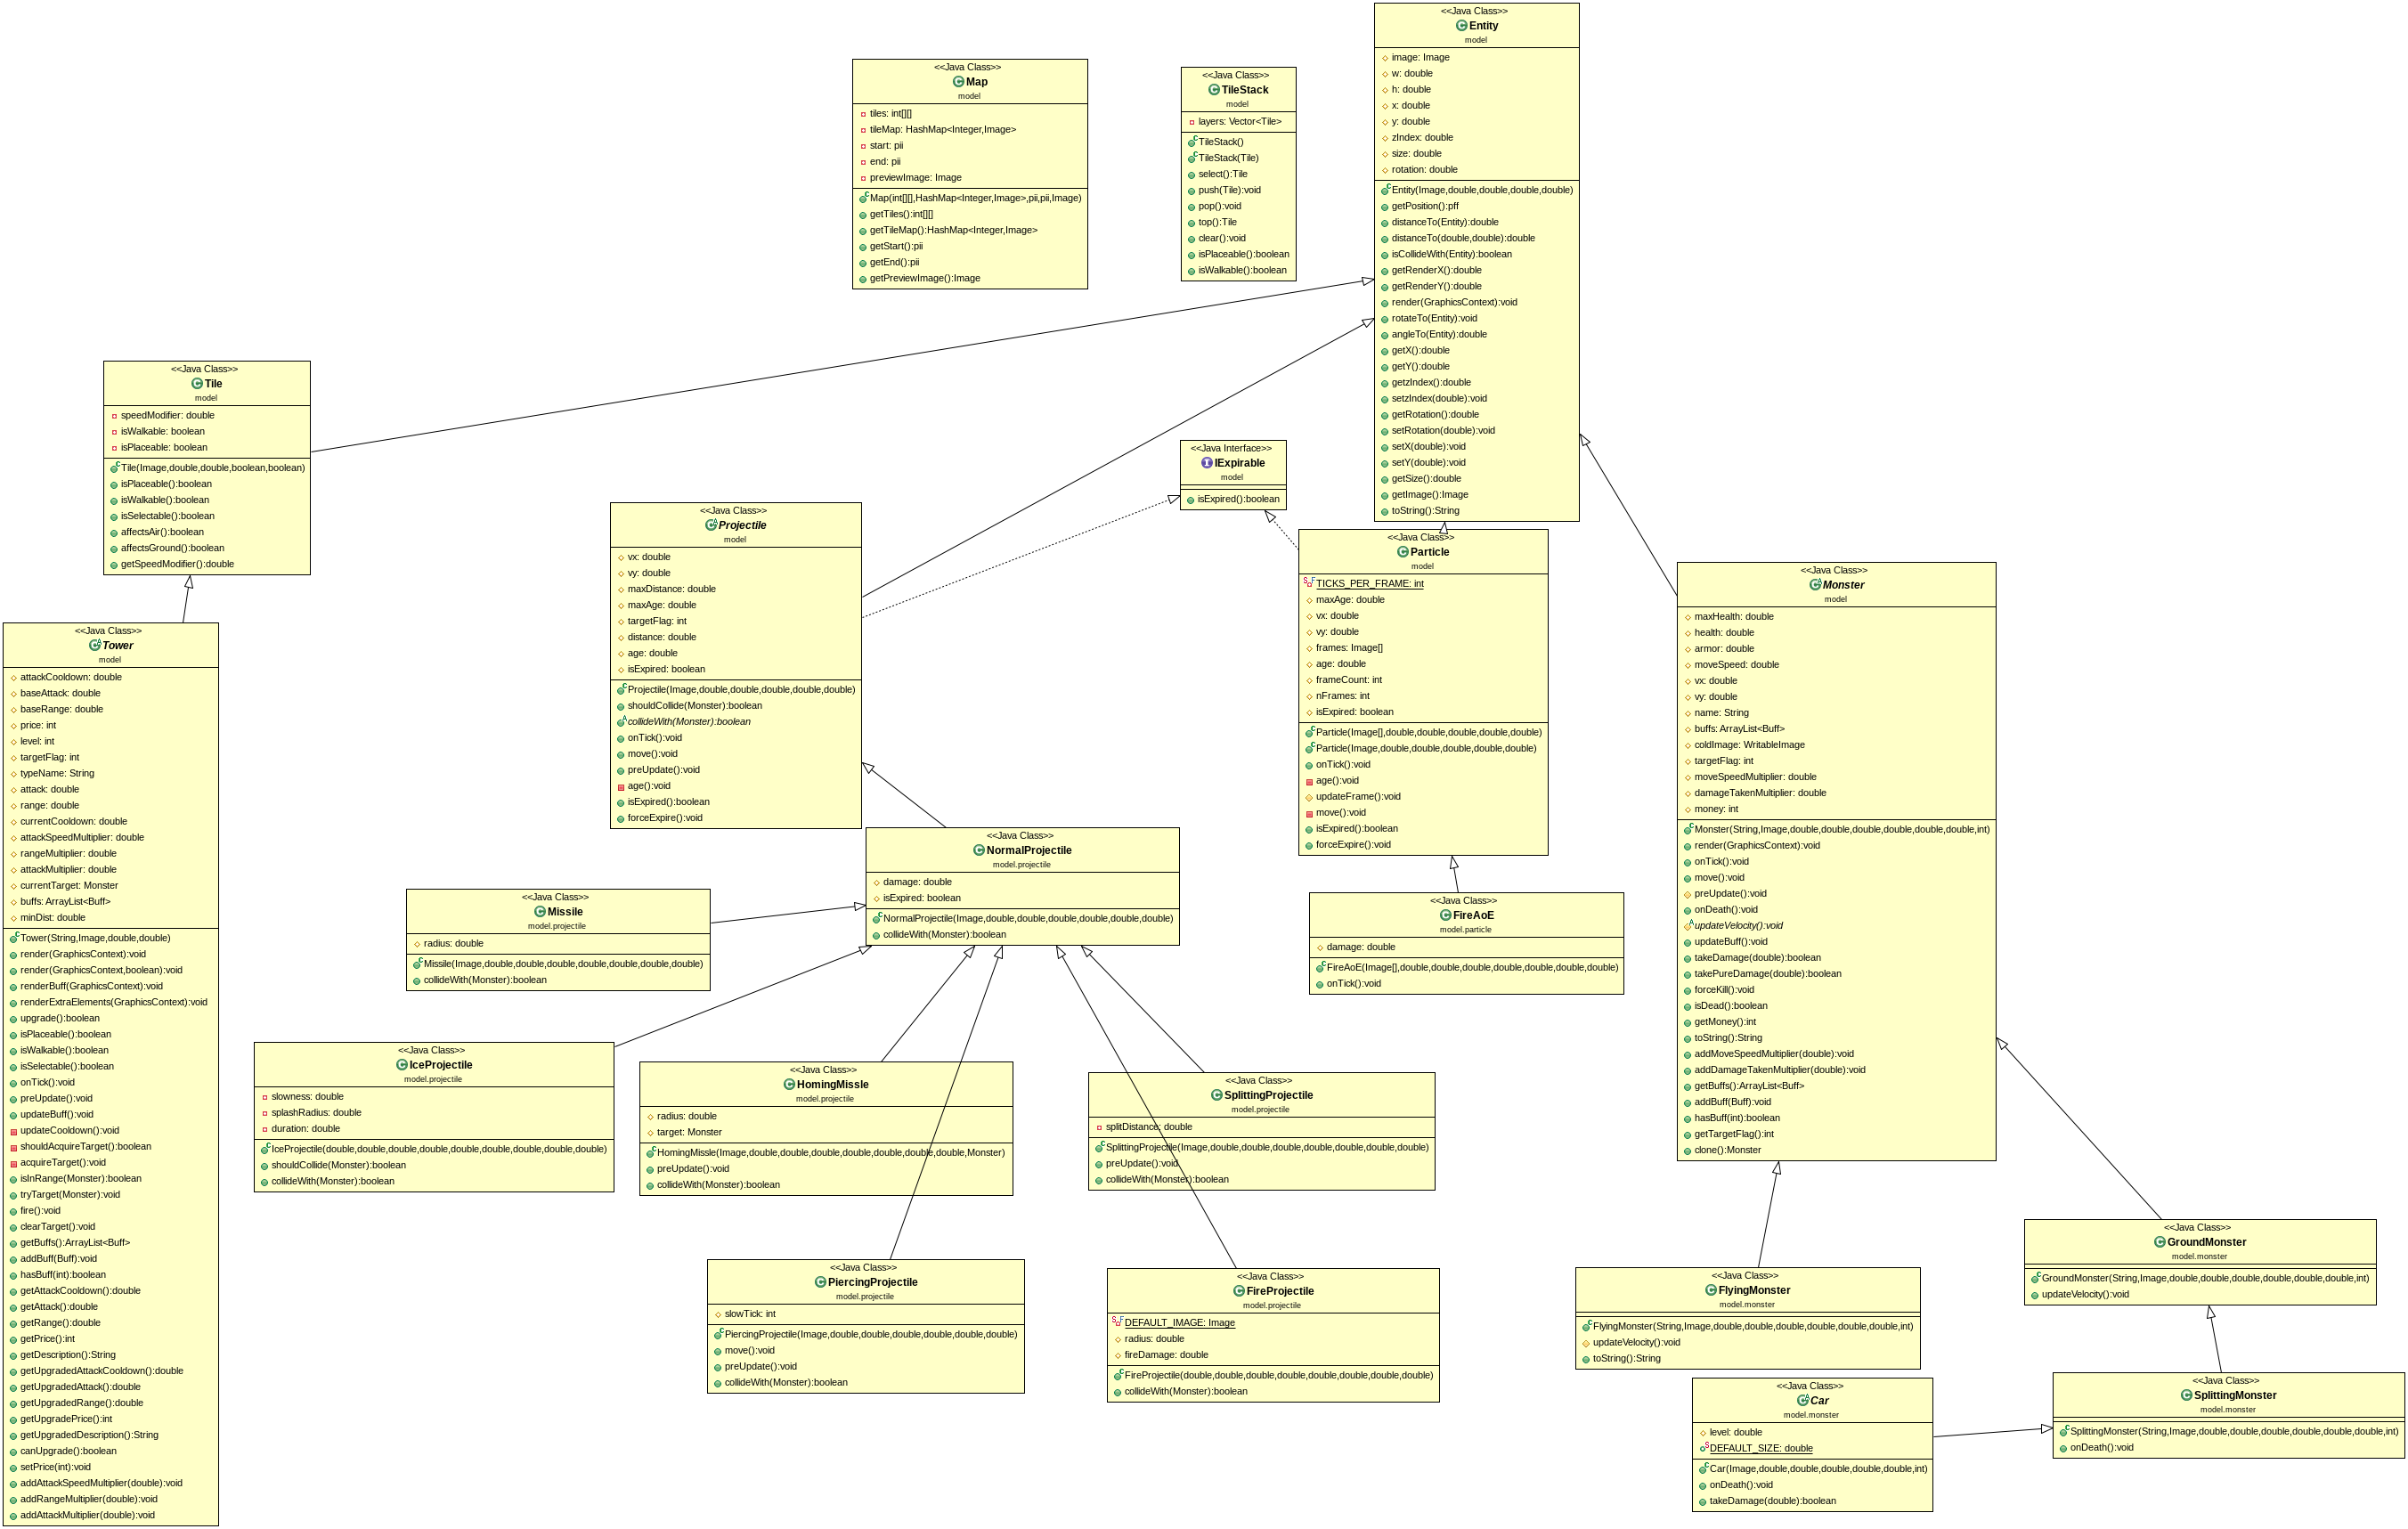 <<Java Class>>
Entity
model
image: Image
w: double
h: double
x: double
y: double
zIndex: double
size: double
rotation: double
Entity(Image,double,double,double,double)
getPosition():pff
distanceTo(Entity):double
distanceTo(double,double):double
isCollideWith(Entity):boolean
getRenderX():double
getRenderY():double
render(GraphicsContext):void
rotateTo(Entity):void
angleTo(Entity):double
getX():double
getY():double
getzIndex():double
setzIndex(double):void
getRotation():double
setRotation(double):void
setX(double):void
setY(double):void
getSize():double
getImage():Image
toString():String
<<Java Class>>
Map
model
tiles: int[][]
tileMap: HashMap<Integer,Image>
start: pii
end: pii
previewImage: Image
Map(int[][],HashMap<Integer,Image>,pii,pii,Image)
getTiles():int[][]
getTileMap():HashMap<Integer,Image>
getStart():pii
getEnd():pii
getPreviewImage():Image
<<Java Class>>
TileStack
model
layers: Vector<Tile>
TileStack()
TileStack(Tile)
select():Tile
push(Tile):void
pop():void
top():Tile
clear():void
isPlaceable():boolean
isWalkable():boolean
<<Java Class>>
Tile
model
speedModifier: double
isWalkable: boolean
isPlaceable: boolean
Tile(Image,double,double,boolean,boolean)
isPlaceable():boolean
isWalkable():boolean
isSelectable():boolean
affectsAir():boolean
affectsGround():boolean
getSpeedModifier():double
<<Java Interface>>
IExpirable
model
isExpired():boolean
<<Java Class>>
Projectile
model
vx: double
vy: double
maxDistance: double
maxAge: double
targetFlag: int
distance: double
age: double
isExpired: boolean
Projectile(Image,double,double,double,double,double)
shouldCollide(Monster):boolean
collideWith(Monster):boolean
onTick():void
move():void
preUpdate():void
age():void
isExpired():boolean
forceExpire():void
<<Java Class>>
Particle
model
TICKS_PER_FRAME: int
maxAge: double
vx: double
vy: double
frames: Image[]
age: double
frameCount: int
nFrames: int
isExpired: boolean
Particle(Image[],double,double,double,double,double)
Particle(Image,double,double,double,double,double)
onTick():void
age():void
updateFrame():void
move():void
isExpired():boolean
forceExpire():void
<<Java Class>>
Monster
model
maxHealth: double
health: double
armor: double
moveSpeed: double
vx: double
vy: double
name: String
buffs: ArrayList<Buff>
coldImage: WritableImage
targetFlag: int
moveSpeedMultiplier: double
damageTakenMultiplier: double
money: int
Monster(String,Image,double,double,double,double,double,double,int)
render(GraphicsContext):void
onTick():void
move():void
preUpdate():void
onDeath():void
updateVelocity():void
updateBuff():void
takeDamage(double):boolean
takePureDamage(double):boolean
forceKill():void
isDead():boolean
getMoney():int
toString():String
addMoveSpeedMultiplier(double):void
addDamageTakenMultiplier(double):void
getBuffs():ArrayList<Buff>
addBuff(Buff):void
hasBuff(int):boolean
getTargetFlag():int
clone():Monster
<<Java Class>>
Tower
model
attackCooldown: double
baseAttack: double
baseRange: double
price: int
level: int
targetFlag: int
typeName: String
attack: double
range: double
currentCooldown: double
attackSpeedMultiplier: double
rangeMultiplier: double
attackMultiplier: double
currentTarget: Monster
buffs: ArrayList<Buff>
minDist: double
Tower(String,Image,double,double)
render(GraphicsContext):void
render(GraphicsContext,boolean):void
renderBuff(GraphicsContext):void
renderExtraElements(GraphicsContext):void
upgrade():boolean
isPlaceable():boolean
isWalkable():boolean
isSelectable():boolean
onTick():void
preUpdate():void
updateBuff():void
updateCooldown():void
shouldAcquireTarget():boolean
acquireTarget():void
isInRange(Monster):boolean
tryTarget(Monster):void
fire():void
clearTarget():void
getBuffs():ArrayList<Buff>
addBuff(Buff):void
hasBuff(int):boolean
getAttackCooldown():double
getAttack():double
getRange():double
getPrice():int
getDescription():String
getUpgradedAttackCooldown():double
getUpgradedAttack():double
getUpgradedRange():double
getUpgradePrice():int
getUpgradedDescription():String
canUpgrade():boolean
setPrice(int):void
addAttackSpeedMultiplier(double):void
addRangeMultiplier(double):void
addAttackMultiplier(double):void
<<Java Class>>
NormalProjectile
model.projectile
damage: double
isExpired: boolean
NormalProjectile(Image,double,double,double,double,double,double)
collideWith(Monster):boolean
<<Java Class>>
Missile
model.projectile
radius: double
Missile(Image,double,double,double,double,double,double,double)
collideWith(Monster):boolean
<<Java Class>>
FireAoE
model.particle
damage: double
FireAoE(Image[],double,double,double,double,double,double,double)
onTick():void
<<Java Class>>
IceProjectile
model.projectile
slowness: double
splashRadius: double
duration: double
IceProjectile(double,double,double,double,double,double,double,double,double)
shouldCollide(Monster):boolean
collideWith(Monster):boolean
<<Java Class>>
HomingMissle
model.projectile
radius: double
target: Monster
HomingMissle(Image,double,double,double,double,double,double,double,Monster)
preUpdate():void
collideWith(Monster):boolean
<<Java Class>>
SplittingProjectile
model.projectile
splitDistance: double
SplittingProjectile(Image,double,double,double,double,double,double,double)
preUpdate():void
collideWith(Monster):boolean
<<Java Class>>
PiercingProjectile
model.projectile
slowTick: int
PiercingProjectile(Image,double,double,double,double,double,double)
move():void
preUpdate():void
collideWith(Monster):boolean
<<Java Class>>
FireProjectile
model.projectile
DEFAULT_IMAGE: Image
radius: double
fireDamage: double
FireProjectile(double,double,double,double,double,double,double,double)
collideWith(Monster):boolean
<<Java Class>>
FlyingMonster
model.monster
FlyingMonster(String,Image,double,double,double,double,double,double,int)
updateVelocity():void
toString():String
<<Java Class>>
GroundMonster
model.monster
GroundMonster(String,Image,double,double,double,double,double,double,int)
updateVelocity():void
<<Java Class>>
Car
model.monster
level: double
DEFAULT_SIZE: double
Car(Image,double,double,double,double,double,int)
onDeath():void
takeDamage(double):boolean
<<Java Class>>
SplittingMonster
model.monster
SplittingMonster(String,Image,double,double,double,double,double,double,int)
onDeath():void